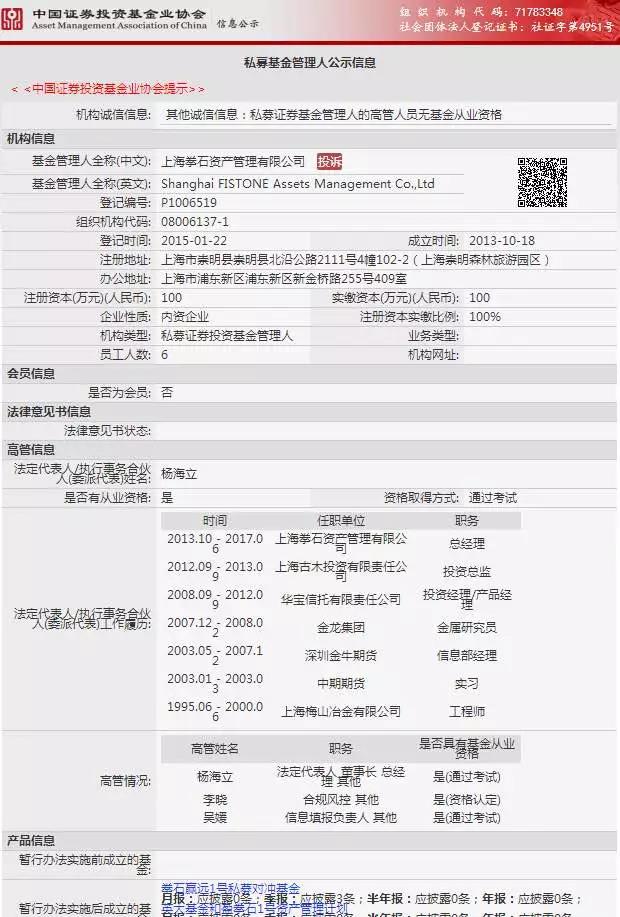 中国证券投资基金业协会 信息公示
Asset Management Association of China
组织机构代码: 71783348
社会团体法人登记证书: 社证字第4951号
私募基金管理人公示信息
< <中国证券投资基金业协会提示> >
机构诚信信息: 其他诚信信息：私募证券基金管理人的高管人员无基金从业资格
机构信息
基金管理人全称(中文): 上海拳石资产管理有限公司 投诉
基金管理人全称(英文): Shanghai FISTONE Assets Management Co.,Ltd
登记编号: P1006519
组织机构代码: 08006137-1
登记时间: 2015-01-22 成立时间: 2013-10-18
注册地址: 上海市崇明县崇明县北沿公路2111号4幢102-2（上海崇明森林旅游园区）
办公地址: 上海市浦东新区浦东新区新金桥路255号409室
注册资本(万元)(人民币): 100 实缴资本(万元)(人民币): 100
企业性质: 内资企业 注册资本实缴比例: 100%
机构类型: 私募证券投资基金管理人 业务类型:
员工人数: 6 机构网址:
会员信息
是否为会员: 否
法律意见书信息
法律意见书状态:
高管信息
法定代表人/执行事务合伙
人(委派代表)姓名: 杨海立
是否有从业资格: 是 资格取得方式: 通过考试
法定代表人/执行事务合伙
人(委派代表)工作履历:
时间 任职单位 职务
2013.10 - 2017.0
6 上海拳石资产管理有限公
司 总经理
2012.09 - 2013.0
9 上海古木投资有限责任公
司 投资总监
2008.09 - 2012.0
9 华宝信托有限责任公司 投资经理/产品经
理
2007.12 - 2008.0
2 金龙集团 金属研究员
2003.05 - 2007.1
2 深圳金牛期货 信息部经理
2003.01 - 2003.0
3 中期期货 实习
1995.06 - 2000.0
6 上海梅山冶金有限公司 工程师
高管情况:
高管姓名 职务 是否具有基金从业
资格
杨海立 法定代表人 董事长 总经
理 其他 是(通过考试)
李晓 合规风控 其他 是(资格认定)
吴媛 信息填报负责人 其他 是(通过考试)
产品信息
暂行办法实施前成立的基
金:
暂行办法实施后成立的基
拳石赢远1号私募对冲基金
月报：应披露0条；季报：应披露3条；半年报：应披露0条；年报：应披露0条；